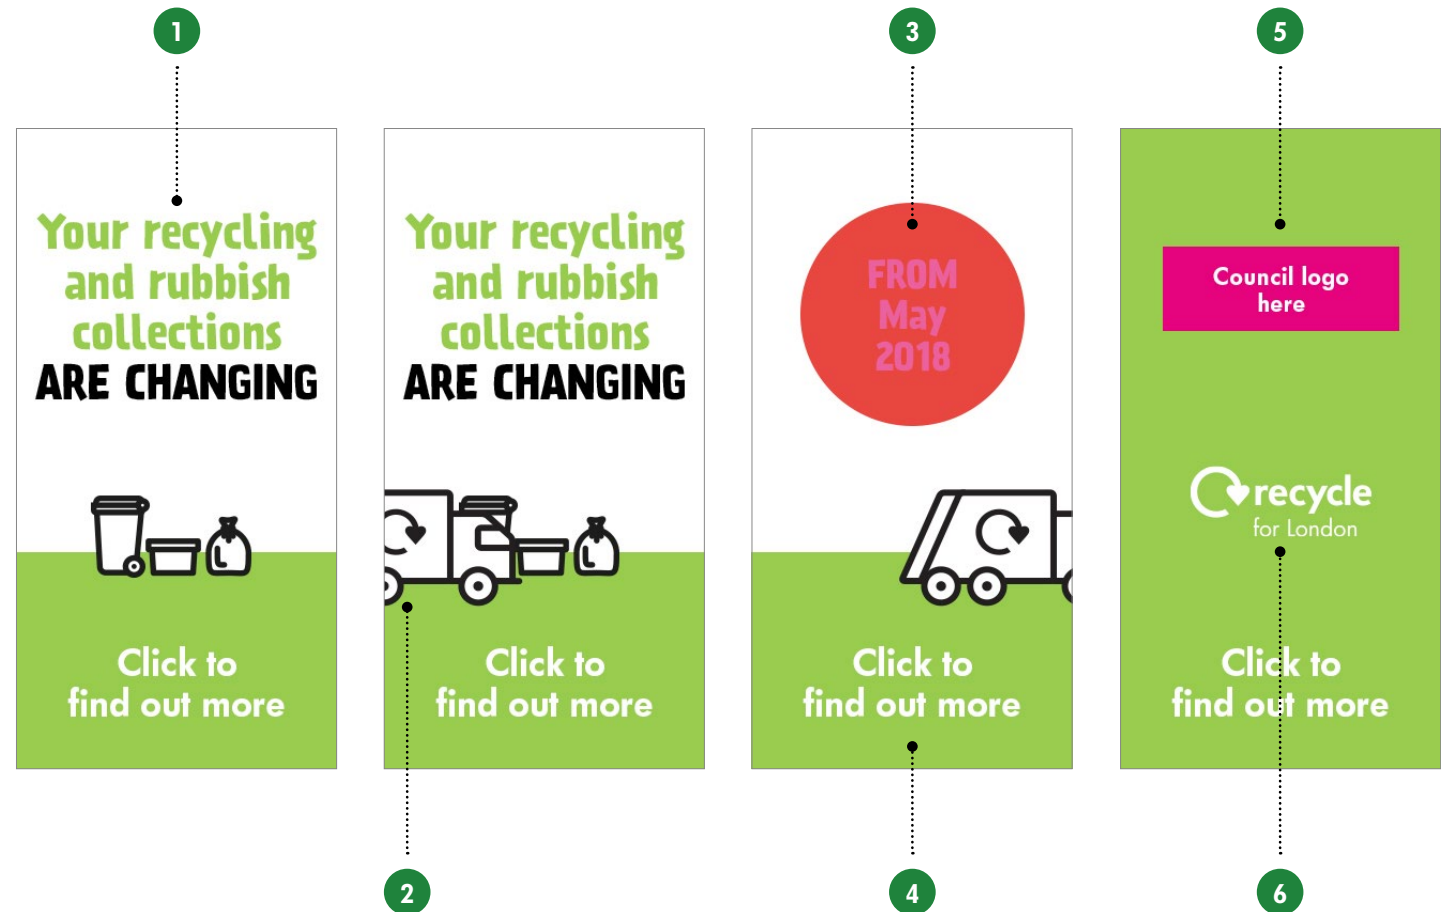 1
3
5
Your recycling
and rubbish
collections
ARE CHANGING
Click to
find out more
Your recycling
and rubbish
collections
ARE CHANGING
Click to
find out more
FROM
May
2018
Click to
find out more
Council logo
here
recycle
for London
Click to
find out more
2
4
6